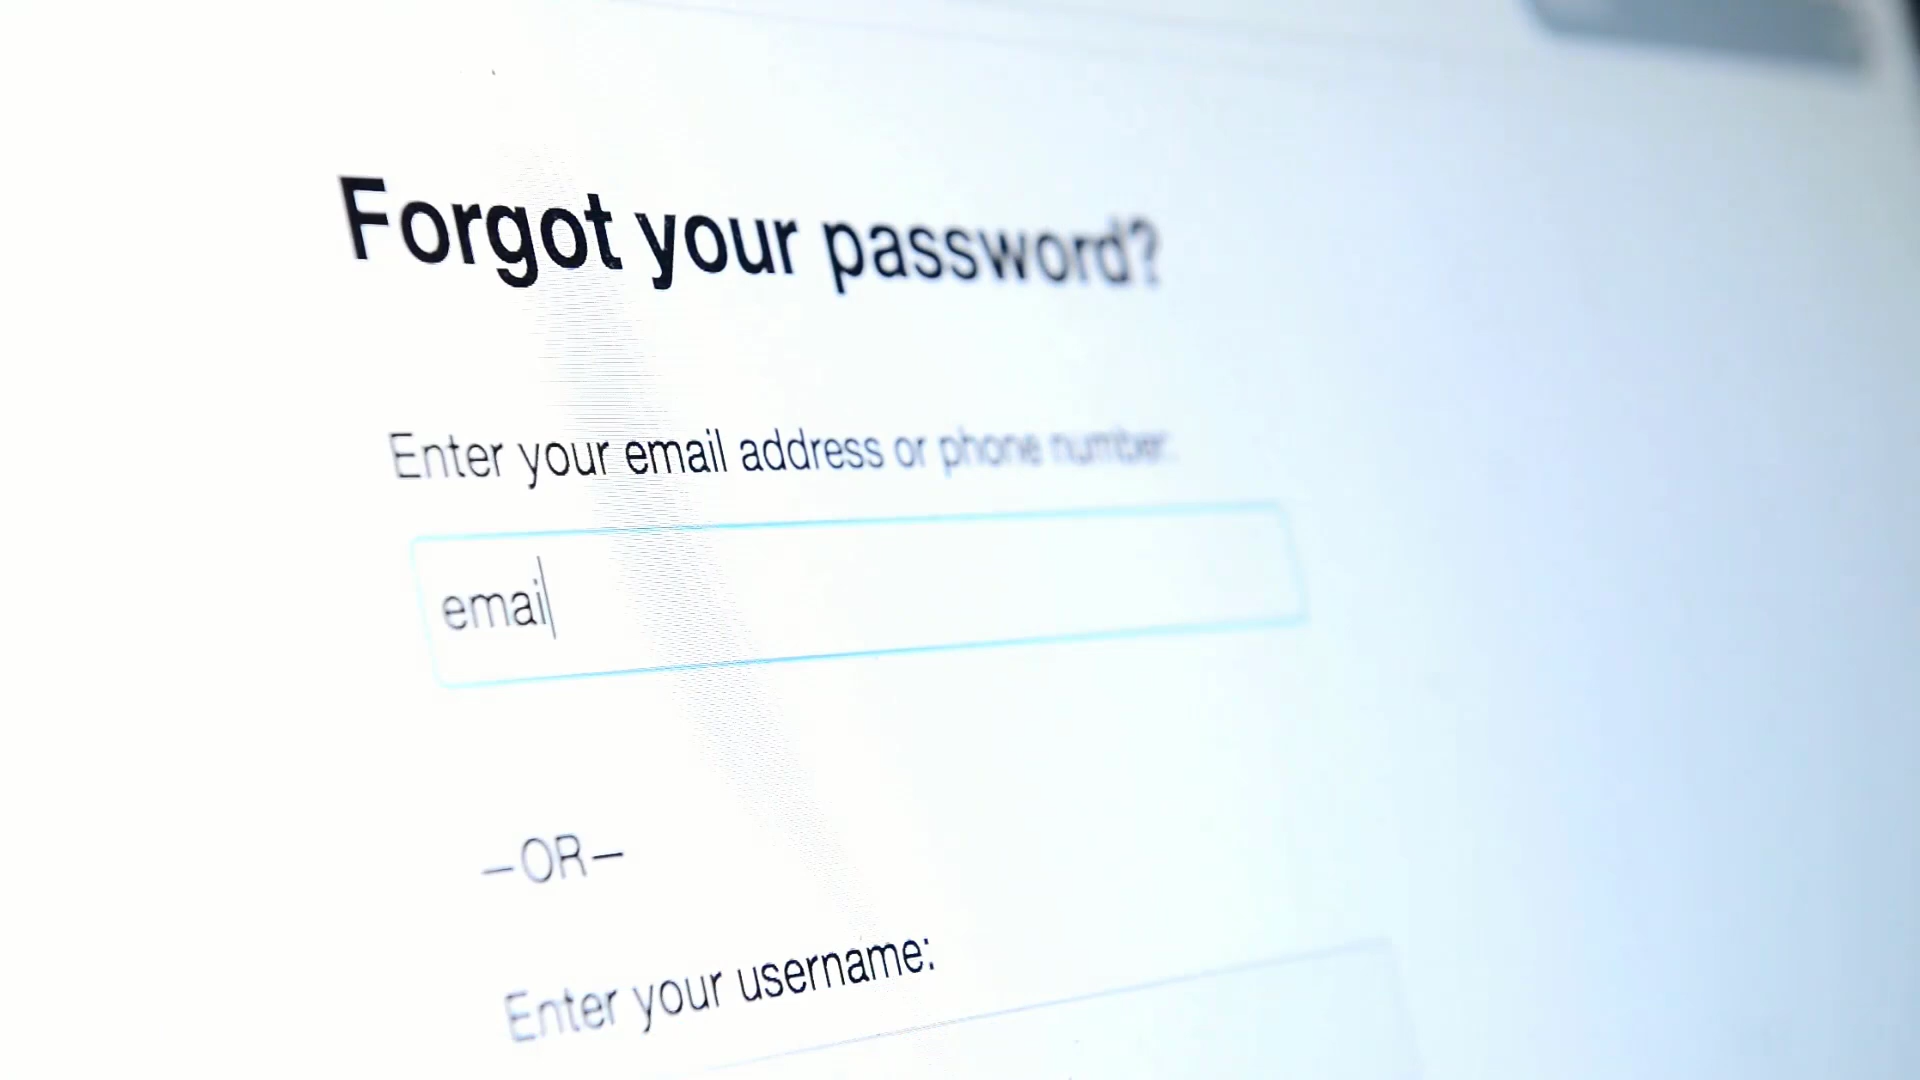 Forgot your password?
Enter your email address or phone number.
emai
–OR–
Enter your username: